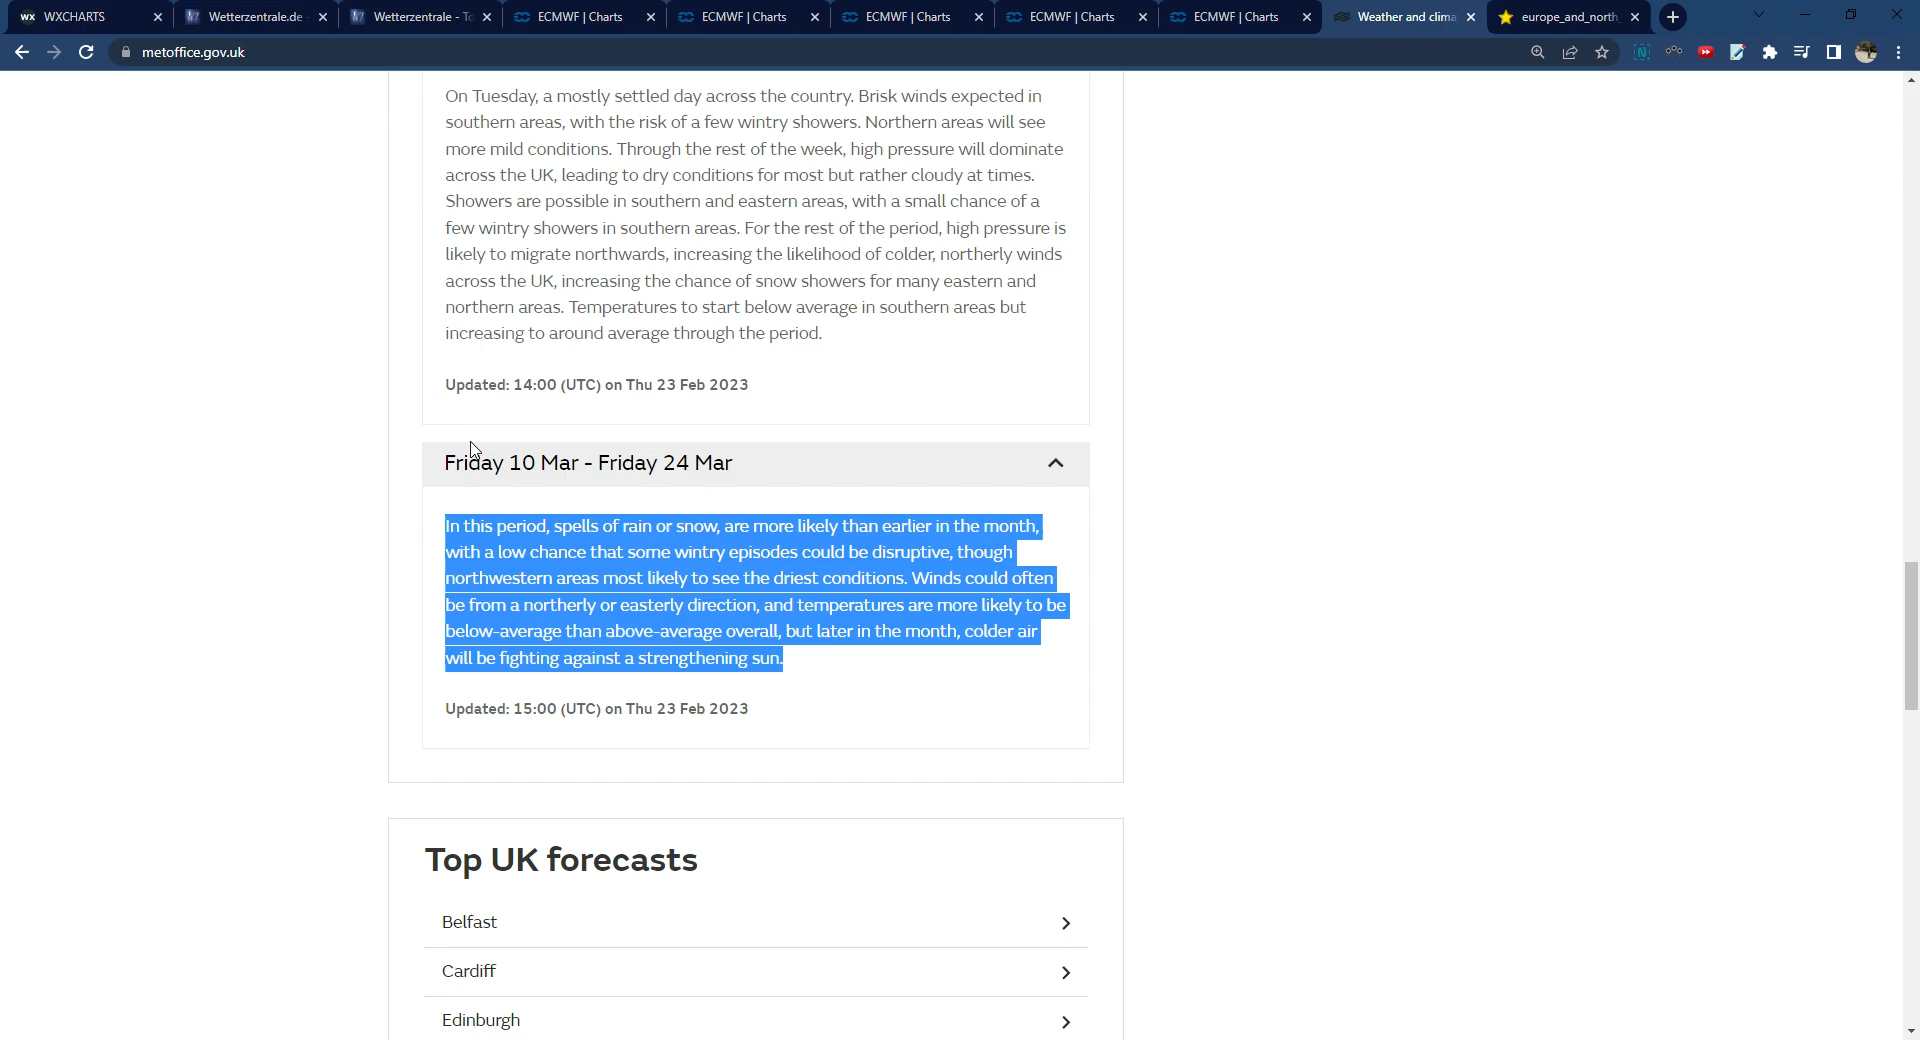 WXCHARTS
Wetterzentrale.de
Wetterzentrale - To
ECMWF | Charts
ECMWF | Charts
ECMWF | Charts
ECMWF | Charts
ECMWF | Charts
Weather and clima
europe_and_north_
metoffice.gov.uk
On Tuesday, a mostly settled day across the country. Brisk winds expected in
southern areas, with the risk of a few wintry showers. Northern areas will see
more mild conditions. Through the rest of the week, high pressure will dominate
across the UK, leading to dry conditions for most but rather cloudy at times.
Showers are possible in southern and eastern areas, with a small chance of a
few wintry showers in southern areas. For the rest of the period, high pressure is
likely to migrate northwards, increasing the likelihood of colder, northerly winds
across the UK, increasing the chance of snow showers for many eastern and
northern areas. Temperatures to start below average in southern areas but
increasing to around average through the period.
Updated: 14:00 (UTC) on Thu 23 Feb 2023
Friday 10 Mar - Friday 24 Mar
In this period, spells of rain or snow, are more likely than earlier in the month,
with a low chance that some wintry episodes could be disruptive, though
northwestern areas most likely to see the driest conditions. Winds could often
be from a northerly or easterly direction, and temperatures are more likely to be
below-average than above-average overall, but later in the month, colder air
will be fighting against a strengthening sun.
Updated: 15:00 (UTC) on Thu 23 Feb 2023
Top UK forecasts
Belfast
Cardiff
Edinburgh